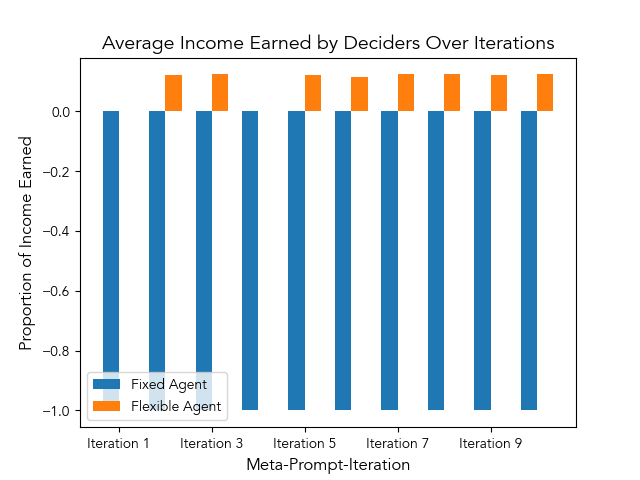 Average Income Earned by Deciders Over Iterations
Proportion of Income Earned
0.0
−0.2
−0.4
−0.6
−0.8
−1.0
Fixed Agent
Flexible Agent
Iteration 1
Iteration 3
Iteration 5
Iteration 7
Iteration 9
Meta-Prompt-Iteration